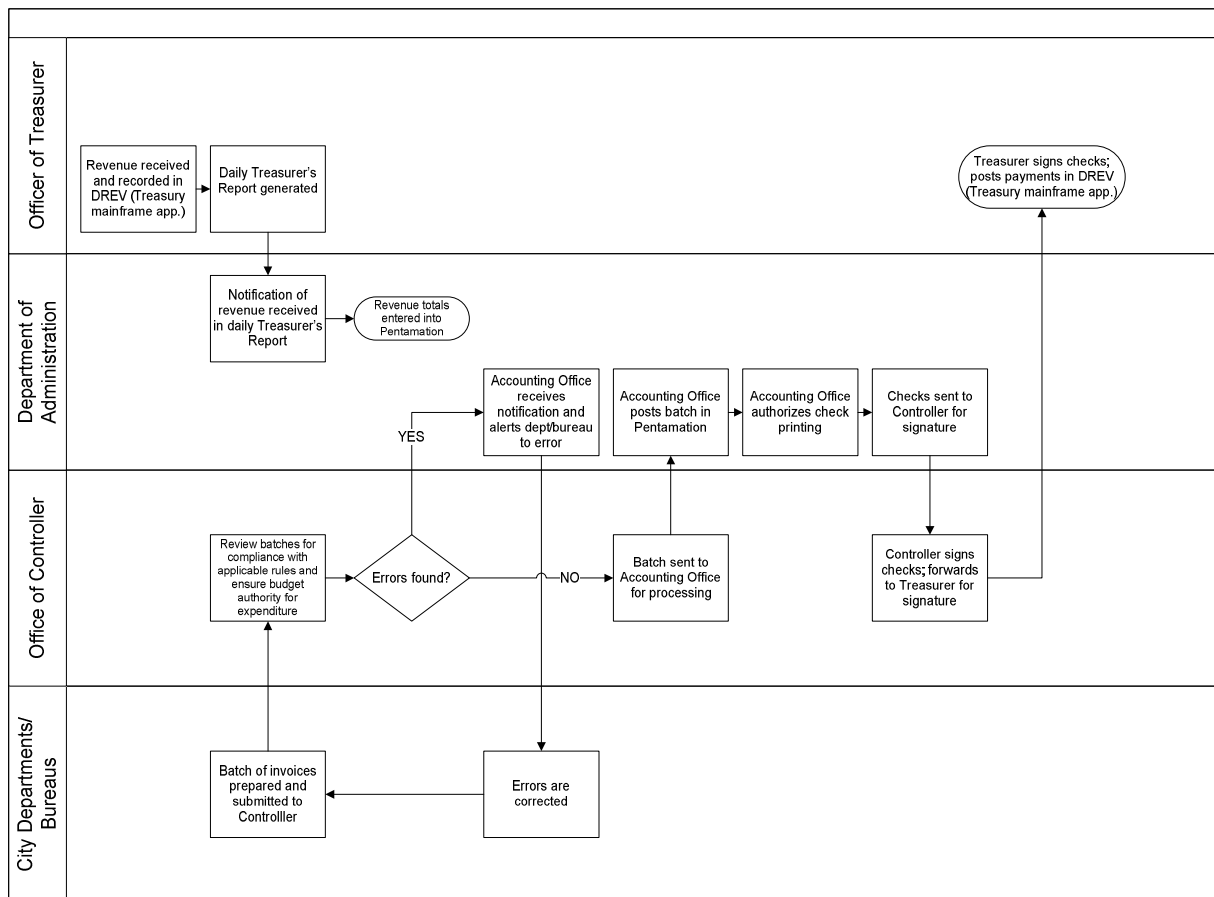 Officer of Treasurer
Revenue received
and recorded in
DREV (Treasury
mainframe app.)
Daily Treasurer's
Report generated
Treasurer signs checks;
posts payments in DREV
(Treasury mainframe app.)
Department of
Administration
Notification of
revenue received
in daily Treasurer's
Report
Revenue totals
entered into
Pentamation
Accounting Office
receives
notification and
alerts dept/bureau
to error
Accounting Office
posts batch in
Pentamation
Accounting Office
authorizes check
printing
Checks sent to
Controller for
signature
YES
Office of Controller
Review batches for
compliance with
applicable rules and
ensure budget
authority for
expenditure
Errors found?
NO
Batch sent to
Accounting Office
for processing
Controller signs
checks; forwards
to Treasurer for
signature
City Departments/
Bureaus
Batch of invoices
prepared and
submitted to
Controlller
Errors are
corrected